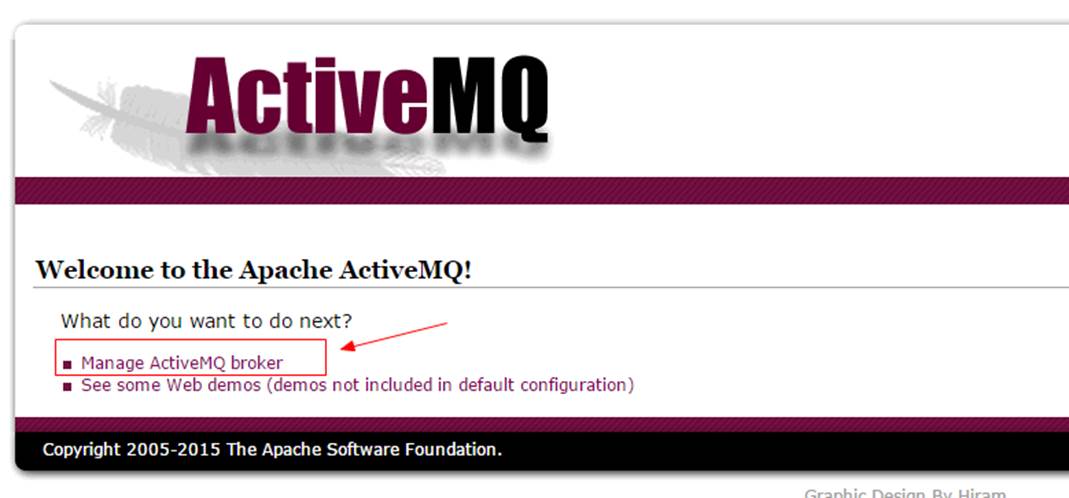 ActiveMQ
Welcome to the Apache ActiveMQ!
What do you want to do next?
Manage ActiveMQ broker
See some Web demos (demos not included in default configuration)
Copyright 2005-2015 The Apache Software Foundation.
Graphic Design By Hiram